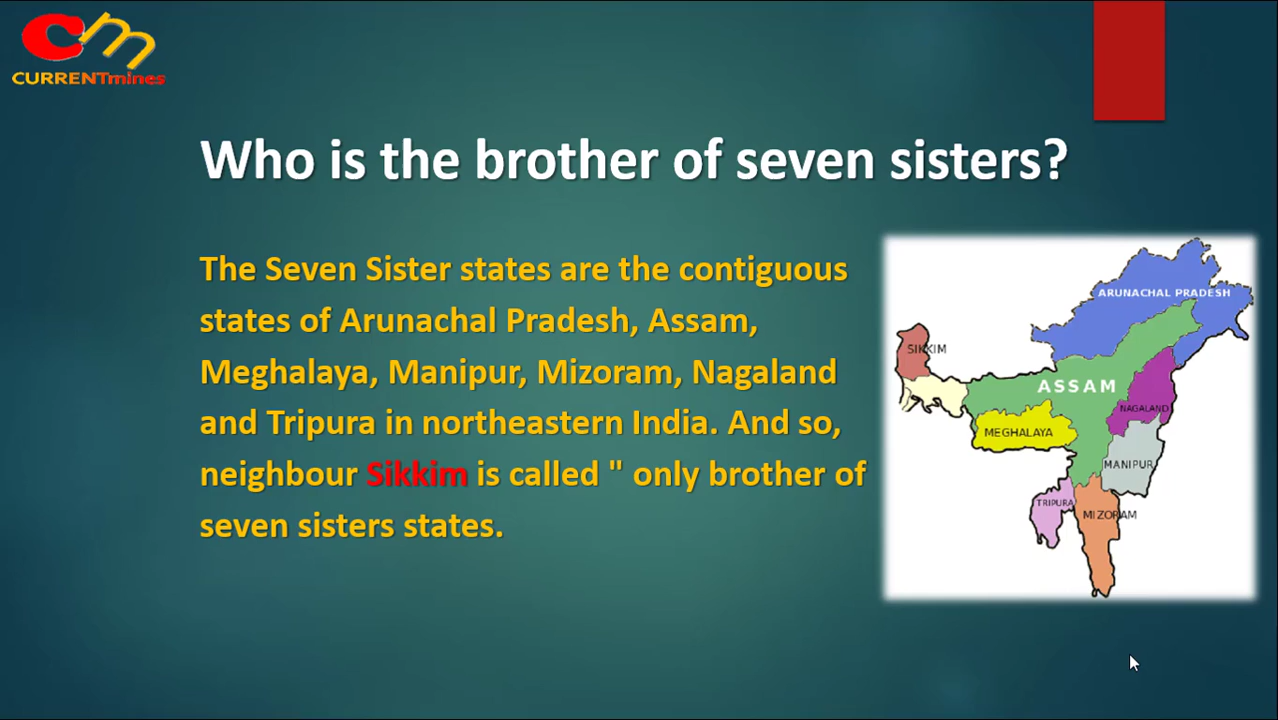 cm
CURRENTmines
Who is the brother of seven sisters?
The Seven Sister states are the contiguous
states of Arunachal Pradesh, Assam,
Meghalaya, Manipur, Mizoram, Nagaland
and Tripura in northeastern India. And so,
neighbour Sikkim is called " only brother of
seven sisters states.
ARUNACHAL PRADESH
SIKKIM
ASSAM
NAGALAND
MEGHALAYA
MANIPUR
TRIPURA
MIZORAM